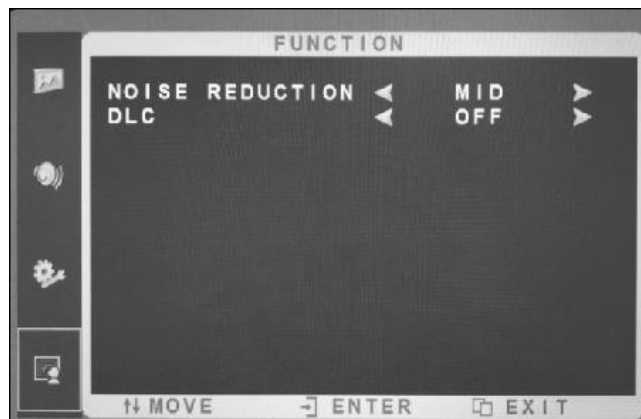 FUNCTION
NOISE REDUCTION MID
DLC OFF
MOVE ENTER EXIT